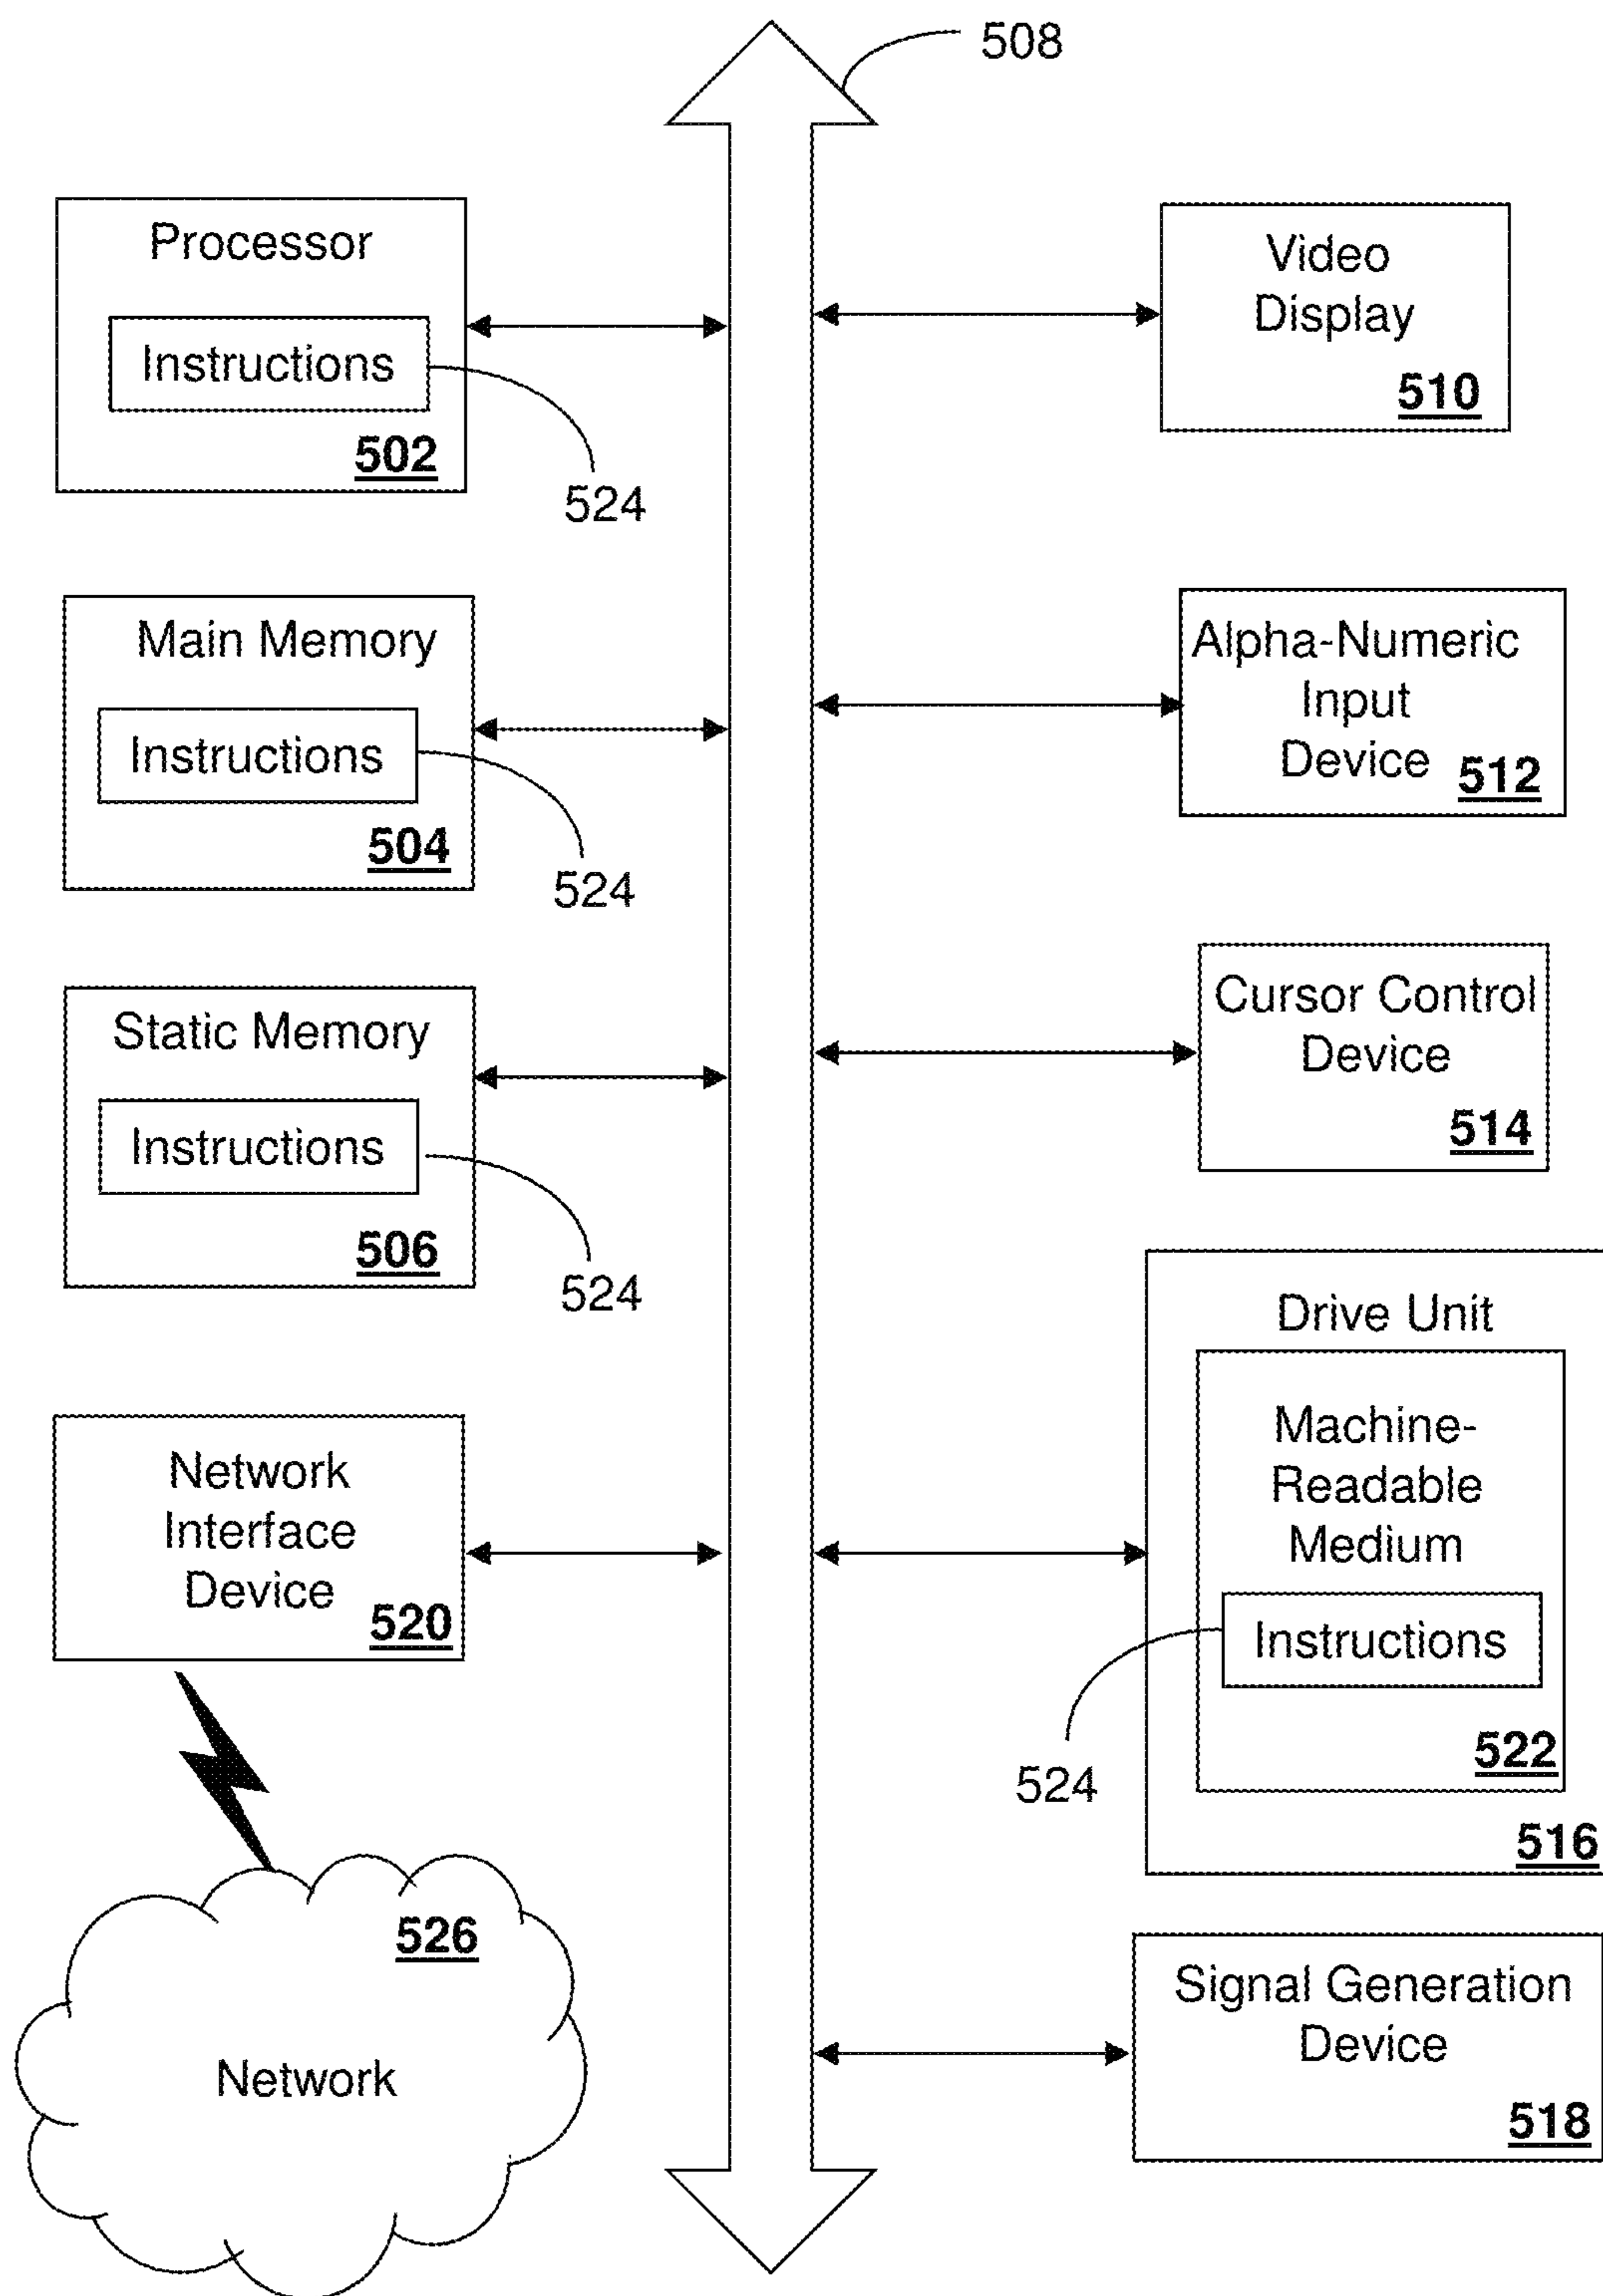 508
Processor
Instructions
502
524
Main Memory
Instructions
504
524
Static Memory
Instructions
506
524
Network
Interface
Device
520
526
Network
Video
Display
510
Alpha-Numeric
Input
Device
512
Cursor Control
Device
514
Drive Unit
Machine-
Readable
Medium
Instructions
522
524
516
Signal Generation
Device
518